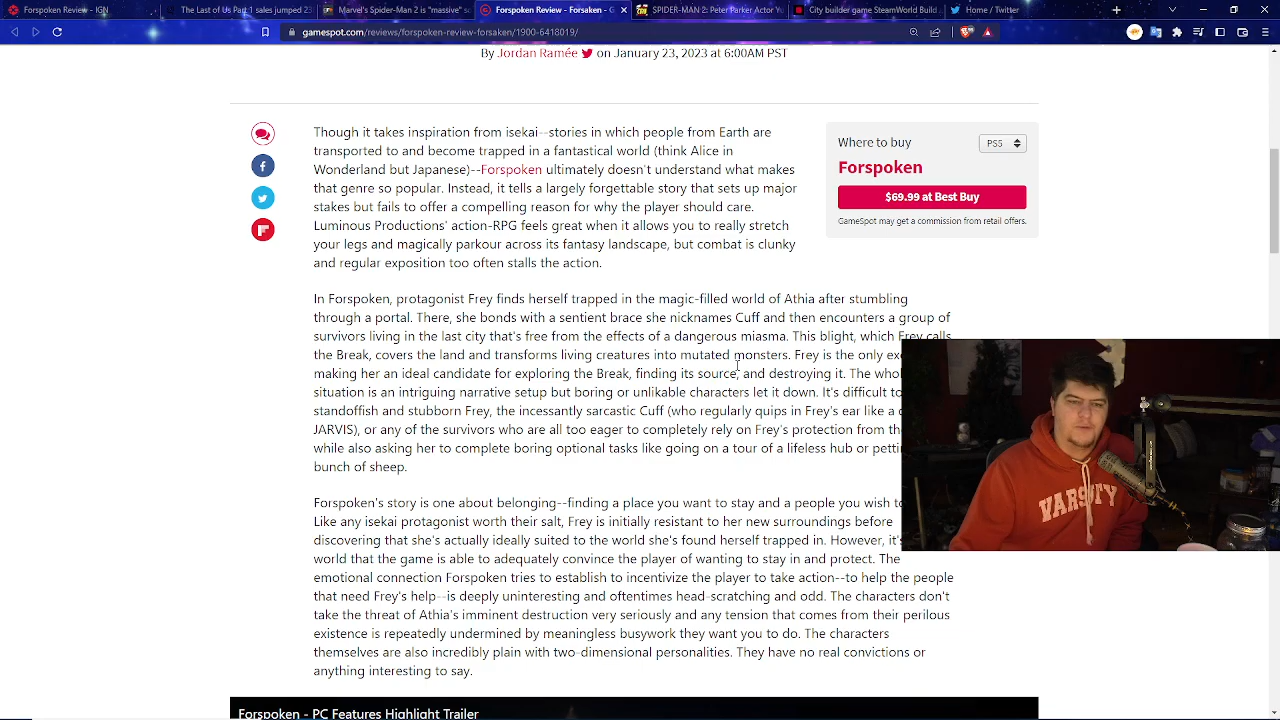 Forspoken Review - IGN
The Last of Us Part 1 sales jumped 23
Marvel's Spider-Man 2 is "massive" s
Forspoken Review - Forsaken - G
SPIDER-MAN 2: Peter Parker Actor Yu
City builder game SteamWorld Build
Home / Twitter
gamespot.com/reviews/forspoken-review-forsaken/1900-6418019/
By Jordan Ramée on January 23, 2023 at 6:00AM PST
Though it takes inspiration from isekai--stories in which people from Earth are
transported to and become trapped in a fantastical world (think Alice in
Wonderland but Japanese)--Forspoken ultimately doesn't understand what makes
that genre so popular. Instead, it tells a largely forgettable story that sets up major
stakes but fails to offer a compelling reason for why the player should care.
Luminous Productions' action-RPG feels great when it allows you to really stretch
your legs and magically parkour across its fantasy landscape, but combat is clunky
and regular exposition too often stalls the action.
Where to buy
PS5
Forspoken
$69.99 at Best Buy
GameSpot may get a commission from retail offers.
In Forspoken, protagonist Frey finds herself trapped in the magic-filled world of Athia after stumbling
through a portal. There, she bonds with a sentient brace she nicknames Cuff and then encounters a group of
survivors living in the last city that's free from the effects of a dangerous miasma. This blight, which Frey calls
the Break, covers the land and transforms living creatures into mutated monsters. Frey is the only
making her an ideal candidate for exploring the Break, finding its source, and destroying it. The
situation is an intriguing narrative setup but boring or unlikable characters let it down. It's difficult to
standoffish and stubborn Frey, the incessantly sarcastic Cuff (who regularly quips in Frey's ear like a
JARVIS), or any of the survivors who are all too eager to completely rely on Frey's protection from
while also asking her to complete boring optional tasks like going on a tour of a lifeless hub or
bunch of sheep.
Forspoken's story is one about belonging--finding a place you want to stay and a people you wish to
Like any isekai protagonist worth their salt, Frey is initially resistant to her new surroundings before
discovering that she's actually ideally suited to the world she's found herself trapped in. However,
world that the game is able to adequately convince the player of wanting to stay in and protect. The
emotional connection Forspoken tries to establish to incentivize the player to take action--to help the people
that need Frey's help--is deeply uninteresting and oftentimes head-scratching and odd. The characters don't
take the threat of Athia's imminent destruction very seriously and any tension that comes from their perilous
existence is repeatedly undermined by meaningless busywork they want you to do. The characters
themselves are also incredibly plain with two-dimensional personalities. They have no real convictions or
anything interesting to say.
VARSITY
Forspoken - PC Features Highlight Trailer